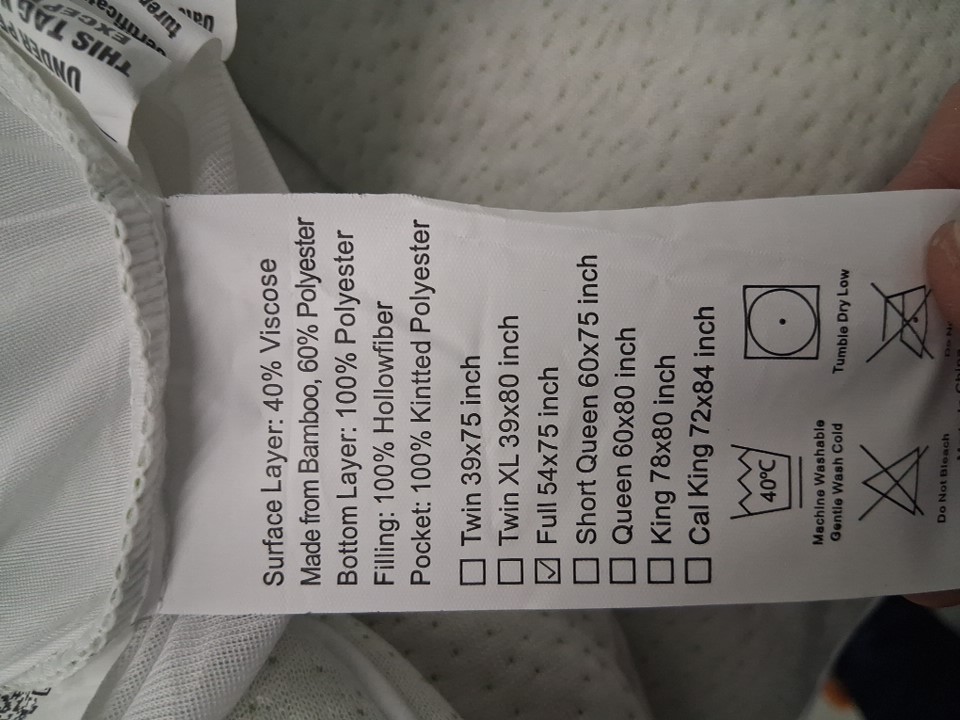 Surface Layer: 40% Viscose
Made from Bamboo, 60% Polyester
Bottom Layer: 100% Polyester
Filling: 100% Hollowfiber
Pocket: 100% Kintted Polyester
Twin 39x75 inch
Twin XL 39x80 inch
Full 54x75 inch
Short Queen 60x75 inch
Queen 60x80 inch
King 78x80 inch
Cal King 72x84 inch
40°C
Machine Washable
Gentle Wash Cold
Tumble Dry Low
Do Not Bleach
Do
UNDER
THIS TAG